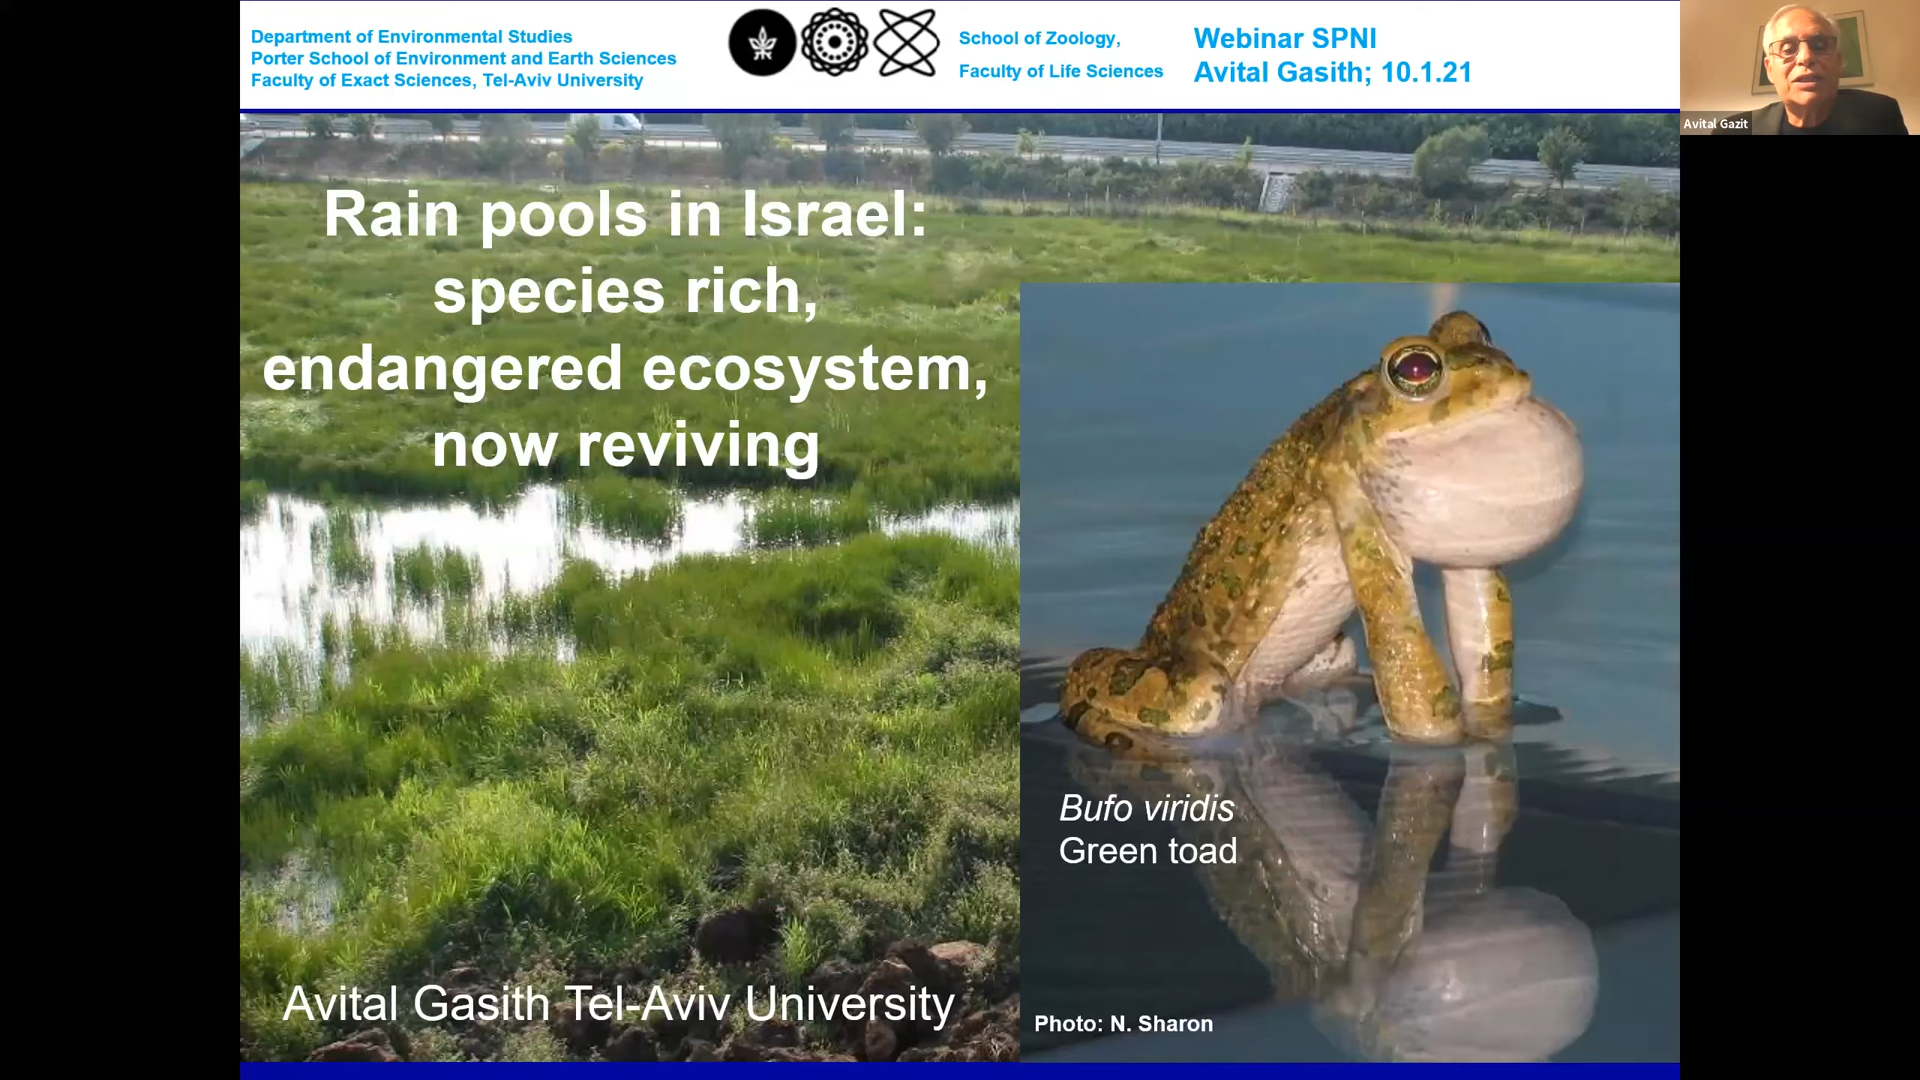 Department of Environmental Studies
Porter School of Environment and Earth Sciences
Faculty of Exact Sciences, Tel-Aviv University
School of Zoology,
Faculty of Life Sciences
Webinar SPNI
Avital Gasith; 10.1.21
Avital Gazit
Rain pools in Israel:
species rich,
endangered ecosystem,
now reviving
Bufo viridis
Green toad
Avital Gasith Tel-Aviv University
Photo: N. Sharon